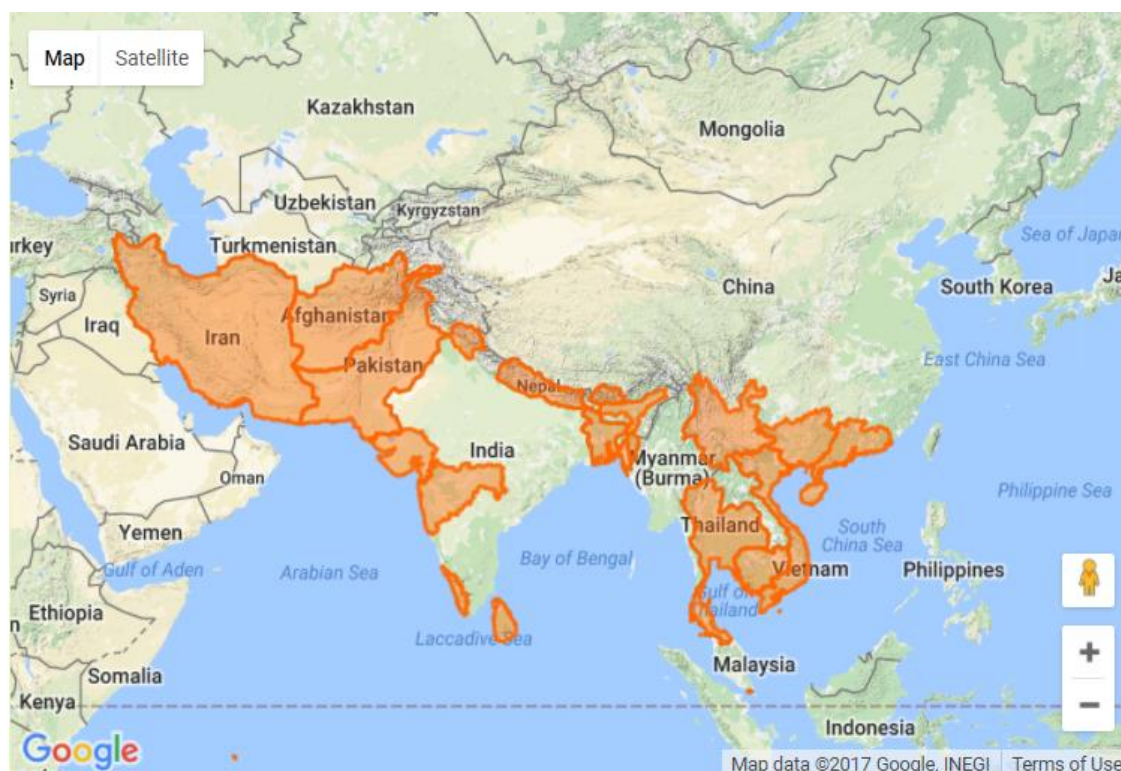 Map Satellite
Kazakhstan
Mongolia
Uzbekistan
Kyrgyzstan
urkey
Turkmenistan
Sea of Japa
Syria
Afghanistan
China
South Korea
Ja
Iraq
Iran
Pakistan
East China Sea
Nepal
Saudi Arabia
India
Myanmar
(Burma)
Oman
Philippine Sea
Thailand
South
China Sea
Yemen
Gulf of Aden
Arabian Sea
Bay of Bengal
Vietnam
Philippines
Gulf of
Thailand
Ethiopia
Laccadive Sea
Malaysia
Somalia
Kenya
Indonesia
Google
Map data ©2017 Google, INEGI Terms of Use